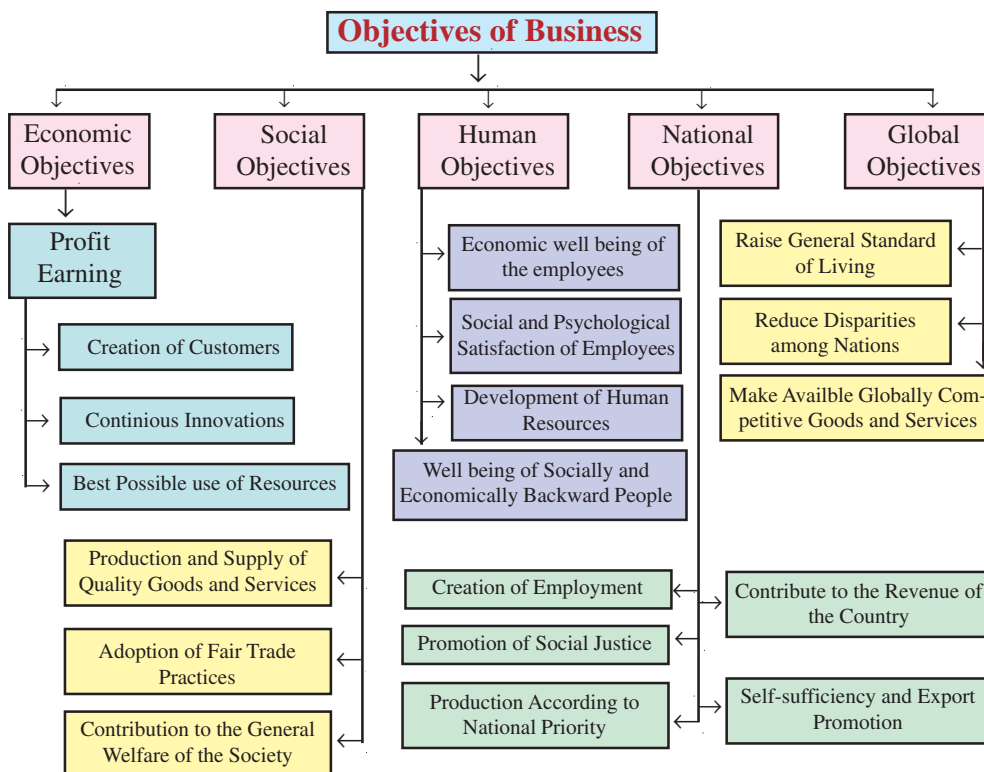 Objectives of Business
Economic
Objectives
Social
Objectives
Human
Objectives
National
Objectives
Global
Objectives
Profit
Earning
Creation of Customers
Continious Innovations
Best Possible use of Resources
Production and Supply of
Quality Goods and Services
Adoption of Fair Trade
Practices
Contribution to the General
Welfare of the Society
Economic well being of
the employees
Social and Psychological
Satisfaction of Employees
Development of Human
Resources
Well being of Socially and
Economically Backward People
Creation of Employment
Promotion of Social Justice
Production According to
National Priority
Contribute to the Revenue of
the Country
Self-sufficiency and Export
Promotion
Raise General Standard
of Living
Reduce Disparities
among Nations
Make Availble Globally Com-
petitive Goods and Services